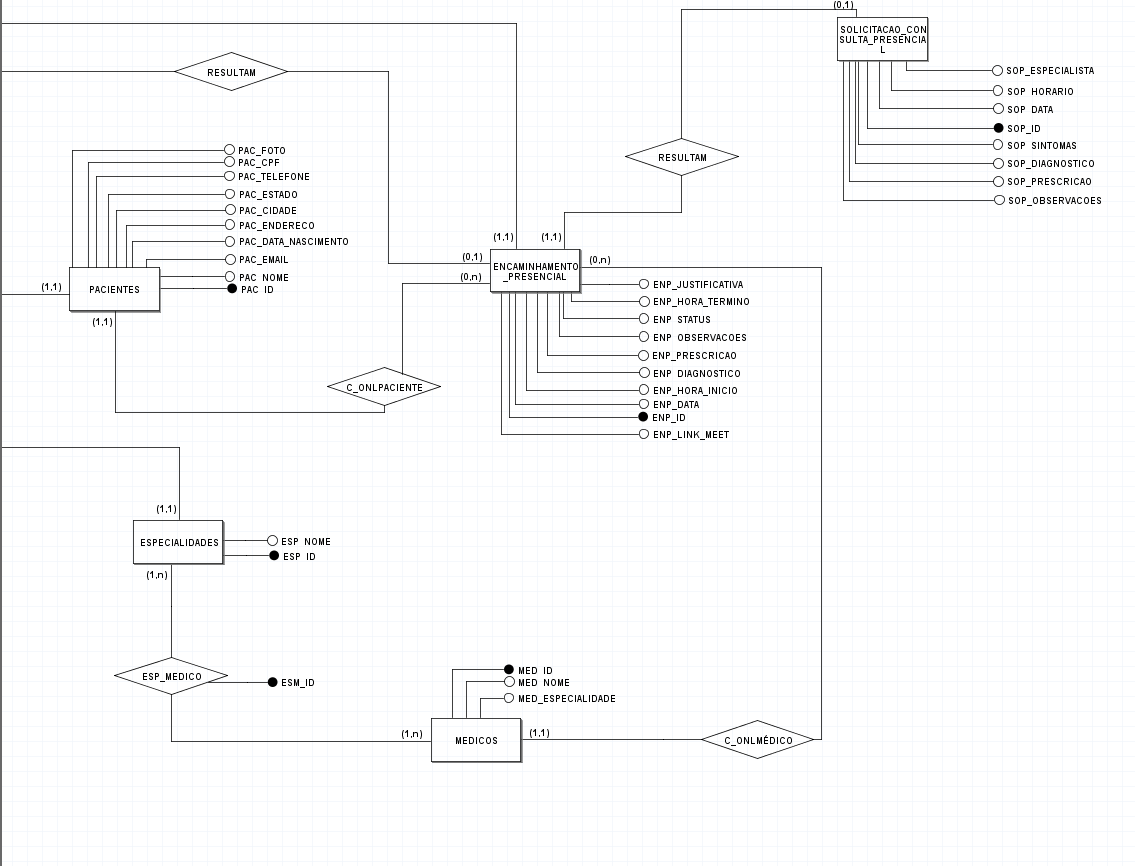 (0,1)
SOLICITACAO_CON
SULTA_PRESENCIA
L
SOP_ESPECIALISTA
SOP_HORARIO
SOP_DATA
SOP_ID
SOP_SINTOMAS
SOP_DIAGNOSTICO
SOP_PRESCRICAO
SOP_OBSERVACOES
RESULTAM
RESULTAM
PAC_FOTO
PAC_CPF
PAC_TELEFONE
PAC_ESTADO
PAC_CIDADE
PAC_ENDERECO
PAC_DATA_NASCIMENTO
PAC_EMAIL
PAC_NOME
PAC_ID
(1,1)
PACIENTES
(1,1)
(1,1)
(1,1)
(0,1)
(0,n)
ENCAMINHAMENTO
_PRESENCIAL
(0,n)
ENP_JUSTIFICATIVA
ENP_HORA_TERMINO
ENP_STATUS
ENP_OBSERVACOES
ENP_PRESCRICAO
ENP_DIAGNOSTICO
ENP_HORA_INICIO
ENP_DATA
ENP_ID
ENP_LINK_MEET
C_ONLPACIENTE
(1,1)
ESPECIALIDADES
ESP_NOME
ESP_ID
(1,n)
ESP_MEDICO
ESM_ID
MED_ID
MED_NOME
MED_ESPECIALIDADE
(1,n)
MEDICOS
(1,1)
C_ONLMÉDICO